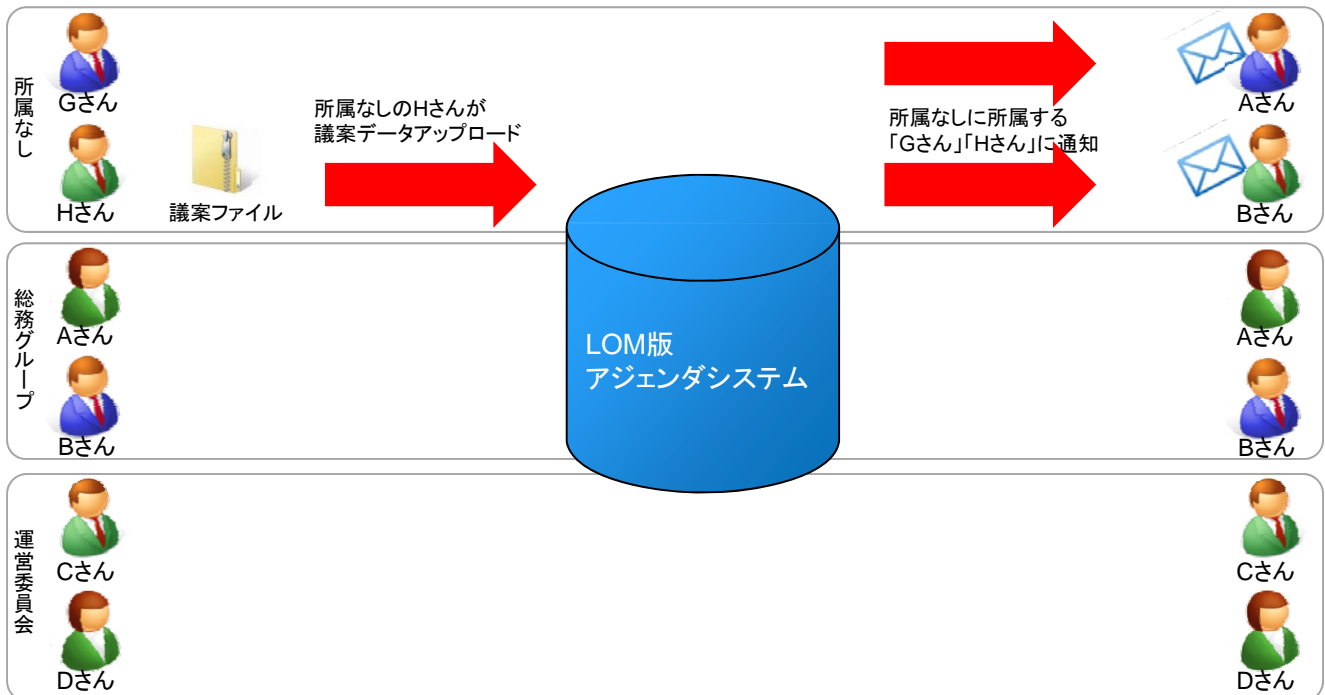 所属なし
Gさん
Hさん
議案ファイル
所属なしのHさんが
議案データアップロード
所属なしに所属する
「Gさん」「Hさん」に通知
Aさん
Bさん
総務グループ
Aさん
Bさん
LOM版
アジェンダシステム
Aさん
Bさん
運営委員会
Cさん
Dさん
Cさん
Dさん